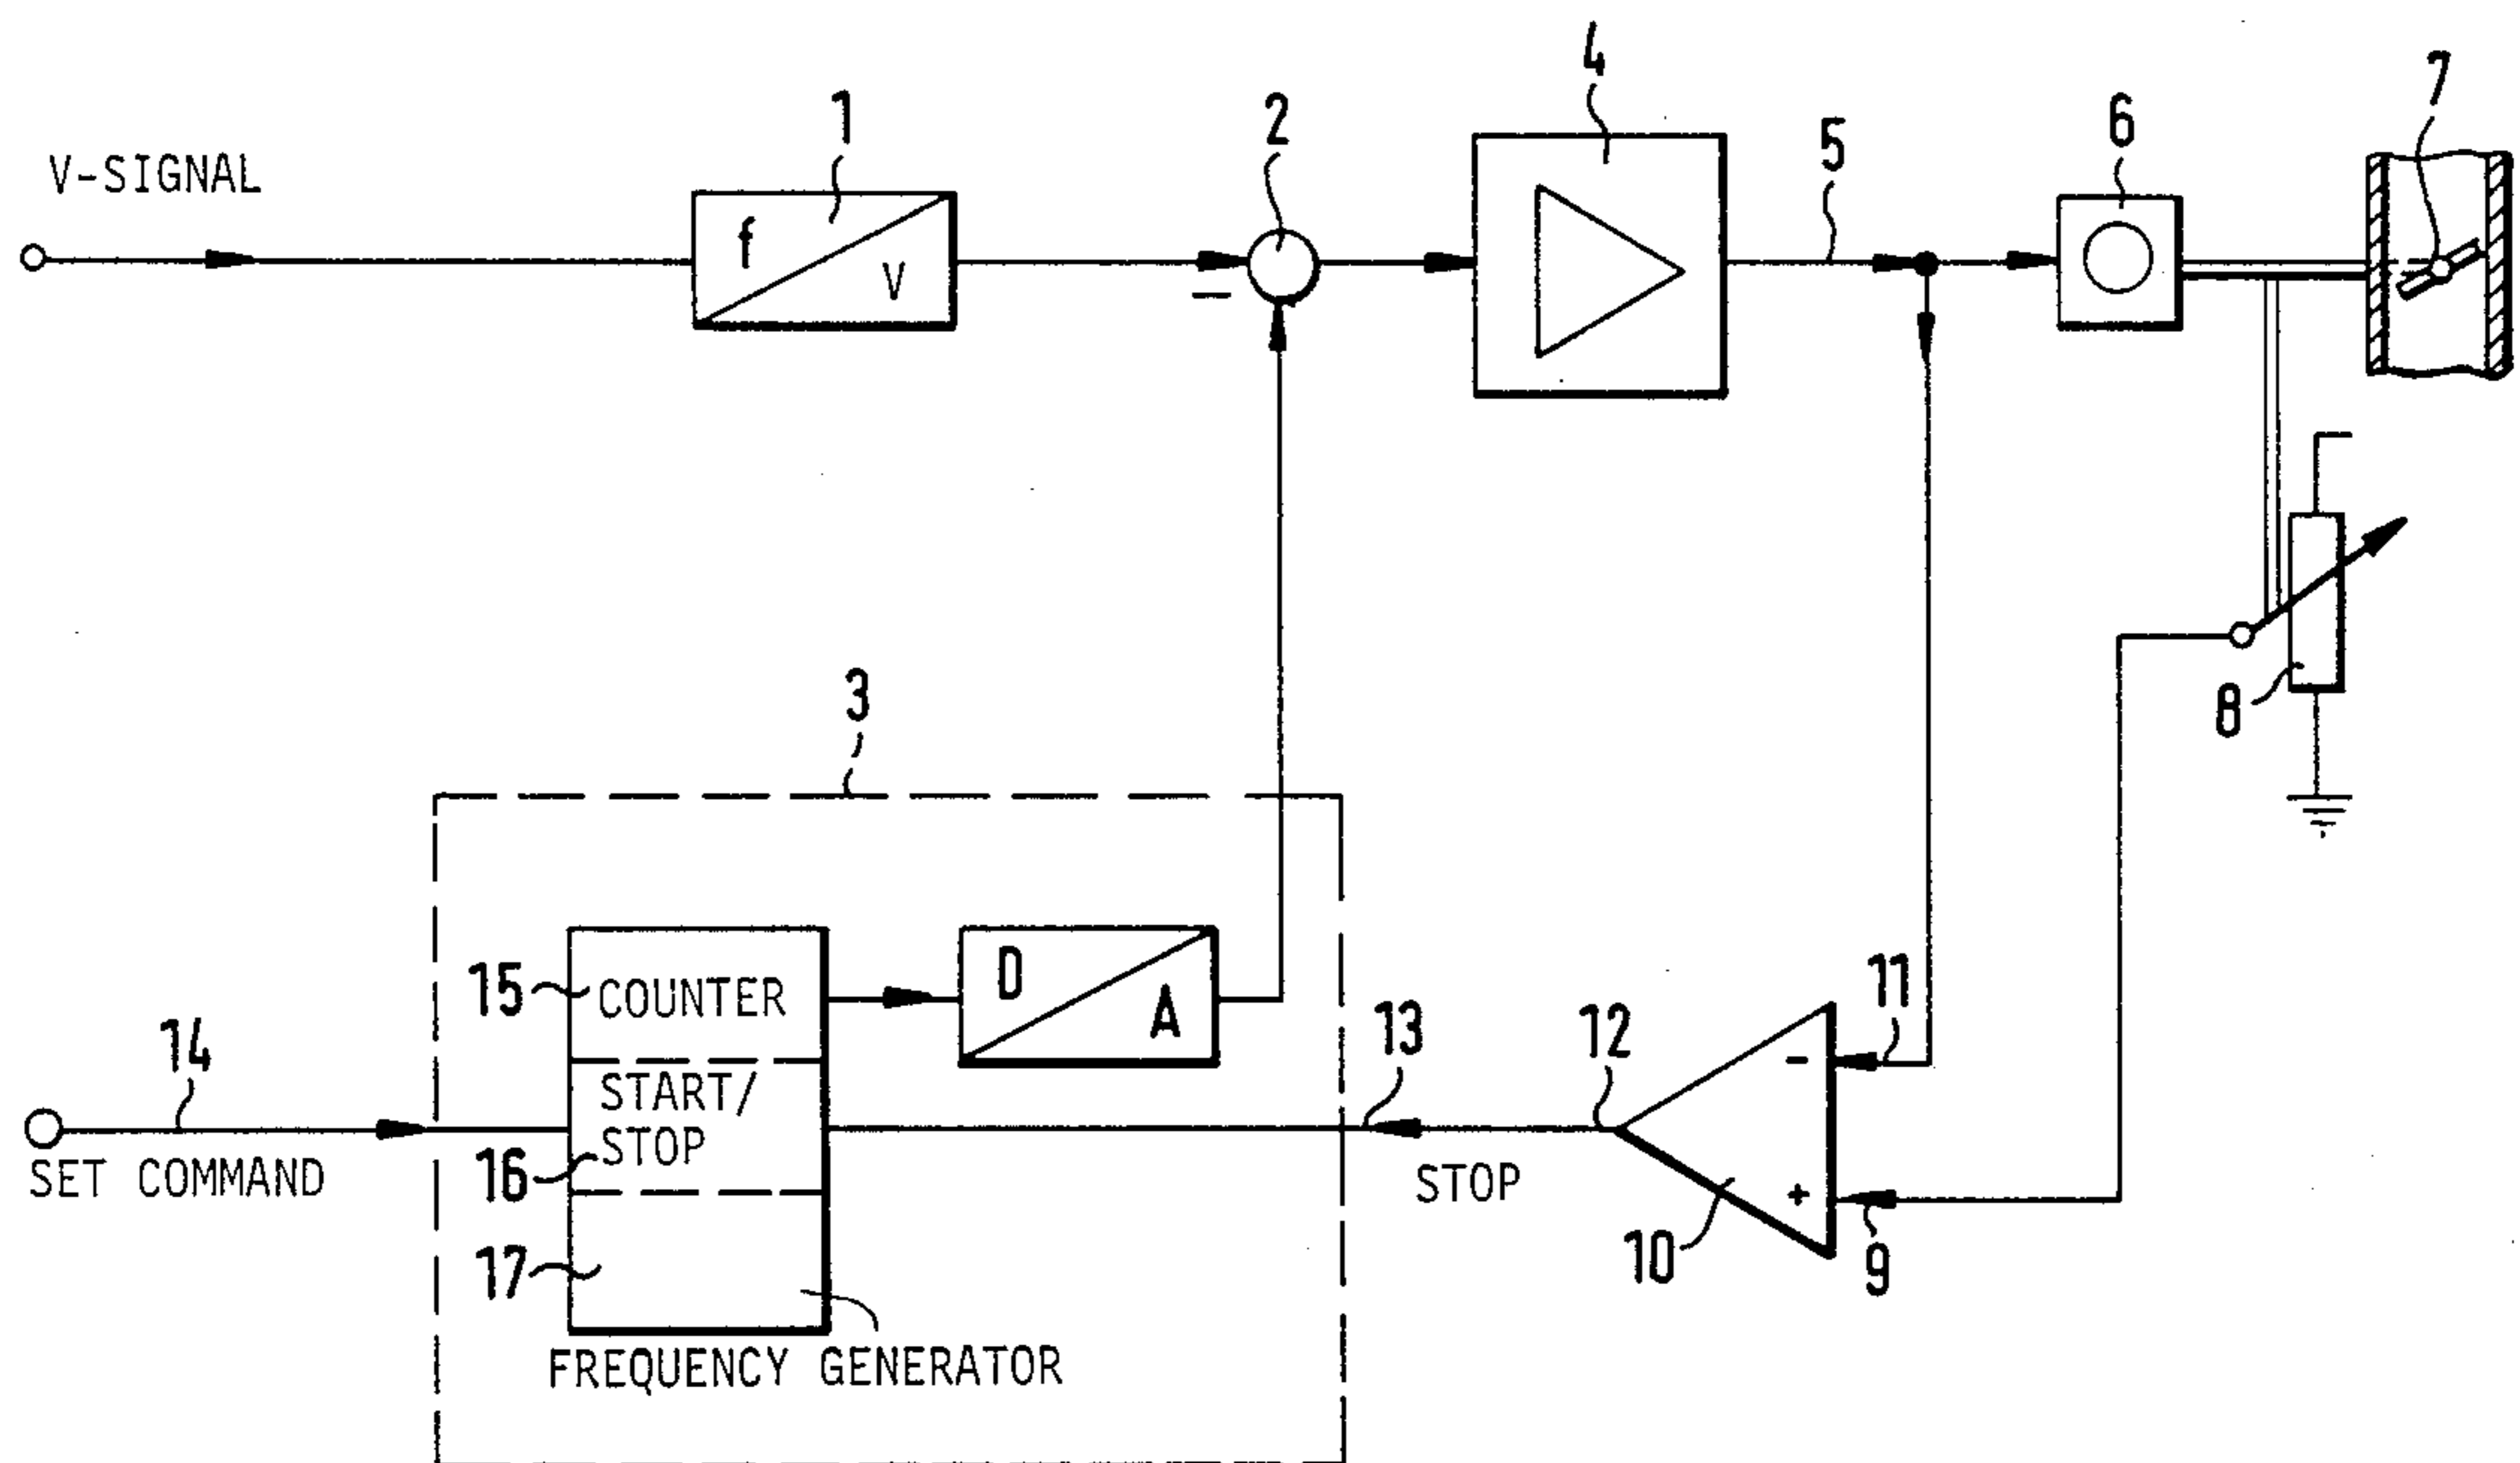 4
7
1
2
6
5
V-SIGNAL
f
V
−
3
8
15
COUNTER
D
A
11
13
12
14
START/
STOP
16
SET COMMAND
−
STOP
+
17
10
9
FREQUENCY GENERATOR